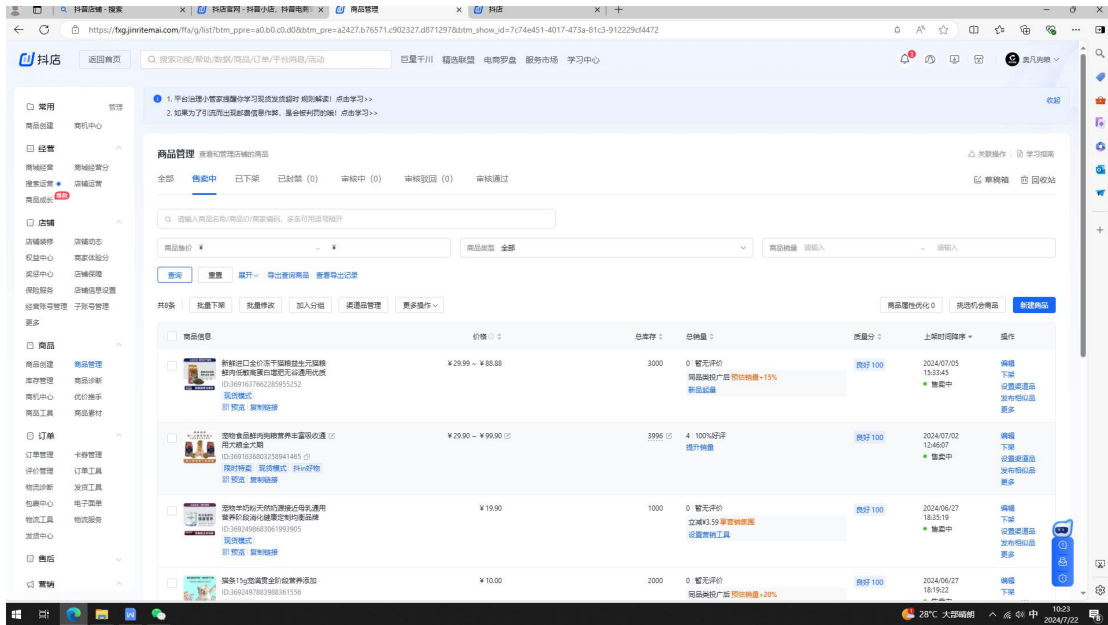 抖音店铺 - 搜索
抖店官网 - 抖音小店，抖音电商
商品管理
抖店
https://fxg.jinritemai.com/ffa/g/list?btm_ppre=a0.b0.c0.d0&btm_pre=a2427.b76571.c902327.d871297&btm_show_id=7c74e451-4017-473a-81c3-912229cf4472
抖店
返回首页
搜索功能/帮助/数据/商品/订单/平台消息/活动
巨量千川 精选联盟 电商罗盘 服务市场 学习中心
1. 平台治理小管家提醒你学习现货发货超时 规则解读！点击学习>>
2. 如果为了引流而出现邮寄信息作弊，是会被判罚的哦！点击学习>>
收起
常用 管理
商品创建 商机中心
经营
商城经营 商城经营分
搜索运营 店铺运营
商品成长
店铺
店铺装修 店铺动态
权益中心 商家体验分
奖惩中心 店铺保障
保险服务 店铺信息设置
经营账号管理 子账号管理
更多
商品
商品创建 商品管理
库存管理 商品诊断
商机中心 优价推手
商品工具 商品素材
订单
订单管理 卡券管理
评价管理 订单工具
物流诊断 发货工具
包裹中心 电子面单
物流工具 物流服务
发货中心
售后
营销
商品管理 查看和管理店铺的商品
关联操作 学习指南
全部 售卖中 已下架 已封禁 (0) 审核中 (0) 审核驳回 (0) 审核通过
草稿箱 回收站
请输入商品名称/商品ID/商家编码，多条可用逗号隔开
商品售价 ¥ - ¥
商品类型 全部
商品销量 请输入 - 请输入
查询 重置 展开 导出查询商品 查看导出记录
共8条 批量下架 批量修改 加入分组 渠道品管理 更多操作
商品属性优化 0 挑选机会商品 新建商品
商品信息 价格 总库存 总销量 质量分 上架时间降序 操作
新鲜进口全价冻干猫粮益生元猫粮
鲜肉低敏高蛋白增肥无谷通用优质
ID:3691637662285955252
现货模式
预览 复制链接
¥29.99 ~ ¥88.88
3000
0 暂无评价
同品类投广后 预估销量+15%
新品起量
良好100
2024/07/05
15:33:45
售卖中
编辑
下架
设置渠道品
发布相似品
更多
宠物食品鲜肉狗粮营养丰富吸收通
用犬粮全犬期
ID:3691636803258941465
限时特卖 现货模式 抖in好物
预览 复制链接
¥29.90 ~ ¥99.90
3996
4 100%好评
提升销量
良好100
2024/07/02
12:46:07
售卖中
编辑
下架
设置渠道品
发布相似品
更多
宠物羊奶粉天然奶源接近母乳通用
营养阶段消化健康定制均衡品牌
ID:3692498683061993905
现货模式
预览 复制链接
¥19.90
1000
0 暂无评价
立减¥3.59 享营销氛围
设置营销工具
良好100
2024/06/27
18:35:19
售卖中
编辑
下架
设置渠道品
发布相似品
更多
猫条15g宠满贯全阶段营养添加
ID:3692497883988361556
¥10.00
2000
0 暂无评价
同品类投广后 预估销量+20%
良好100
2024/06/27
18:19:22
编辑
下架
28°C 大部晴朗
中
10:23
2024/7/22